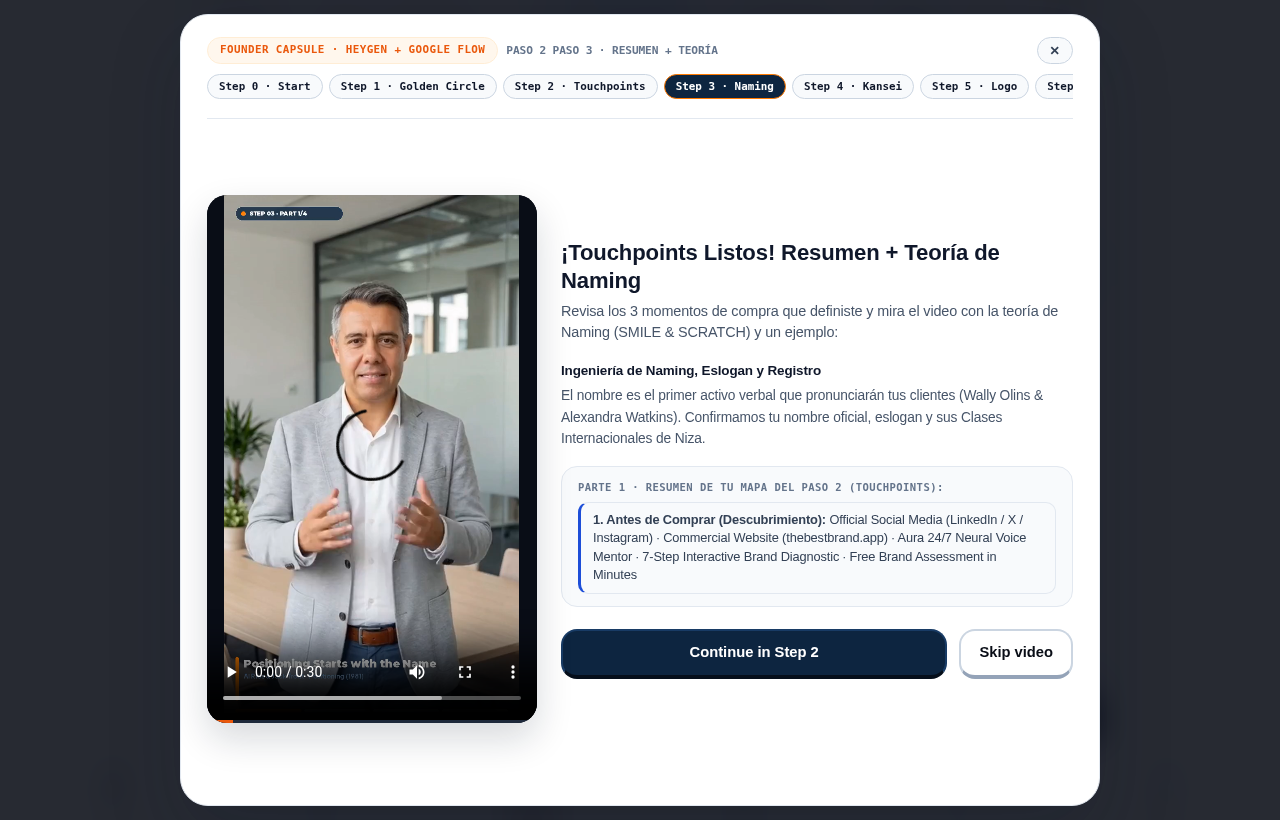 FOUNDER CAPSULE · HEYGEN + GOOGLE FLOW
PASO 2 PASO 3 · RESUMEN + TEORÍA
✕
Step 0 · Start
Step 1 · Golden Circle
Step 2 · Touchpoints
Step 3 · Naming
Step 4 · Kansei
Step 5 · Logo
Step
STEP 03 · PART 1/4
Positioning Starts with the Name
0:00 / 0:30
¡Touchpoints Listos! Resumen + Teoría de
Naming
Revisa los 3 momentos de compra que definiste y mira el video con la teoría de
Naming (SMILE & SCRATCH) y un ejemplo:
Ingeniería de Naming, Eslogan y Registro
El nombre es el primer activo verbal que pronunciarán tus clientes (Wally Olins &
Alexandra Watkins). Confirmamos tu nombre oficial, eslogan y sus Clases
Internacionales de Niza.
PARTE 1 · RESUMEN DE TU MAPA DEL PASO 2 (TOUCHPOINTS):
1. Antes de Comprar (Descubrimiento): Official Social Media (LinkedIn / X /
Instagram) · Commercial Website (thebestbrand.app) · Aura 24/7 Neural Voice
Mentor · 7-Step Interactive Brand Diagnostic · Free Brand Assessment in
Minutes
Continue in Step 2
Skip video